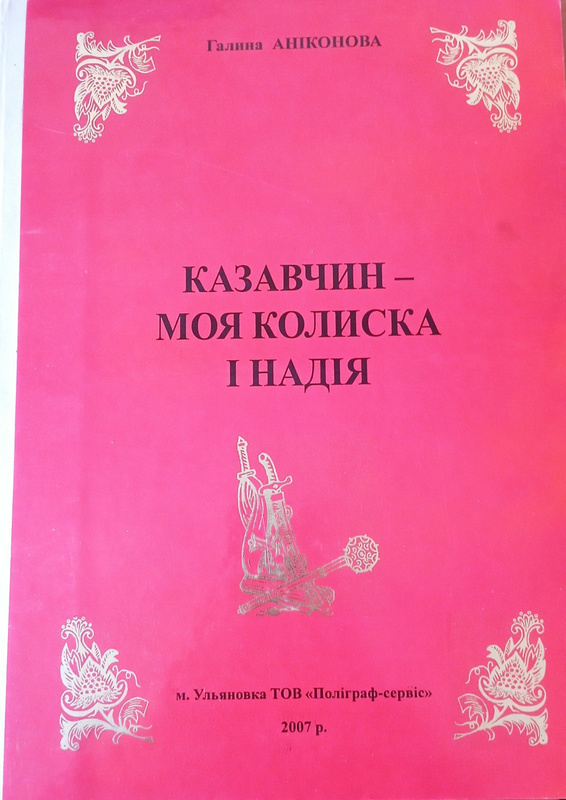 Галина АНІКОНОВА
КАЗАВЧИН –
МОЯ КОЛИСКА
І НАДІЯ
м. Ульяновка ТОВ «Поліграф-сервіс»
2007 р.